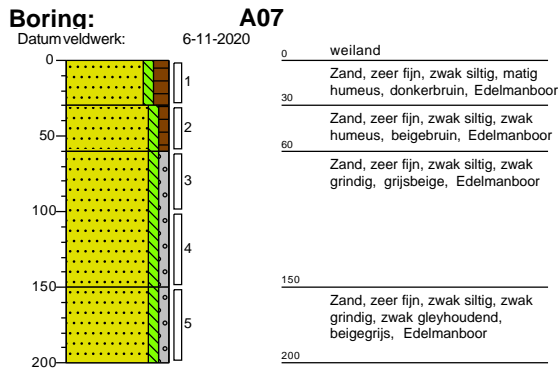 Boring: A07
Datum veldwerk: 6-11-2020
0
50
100
150
200
1
2
3
4
5
0 weiland
Zand, zeer fijn, zwak siltig, matig
humeus, donkerbruin, Edelmanboor
30
Zand, zeer fijn, zwak siltig, zwak
humeus, beigebruin, Edelmanboor
60
Zand, zeer fijn, zwak siltig, zwak
grindig, grijsbeige, Edelmanboor
150
Zand, zeer fijn, zwak siltig, zwak
grindig, zwak gleyhoudend,
beigegrijs, Edelmanboor
200